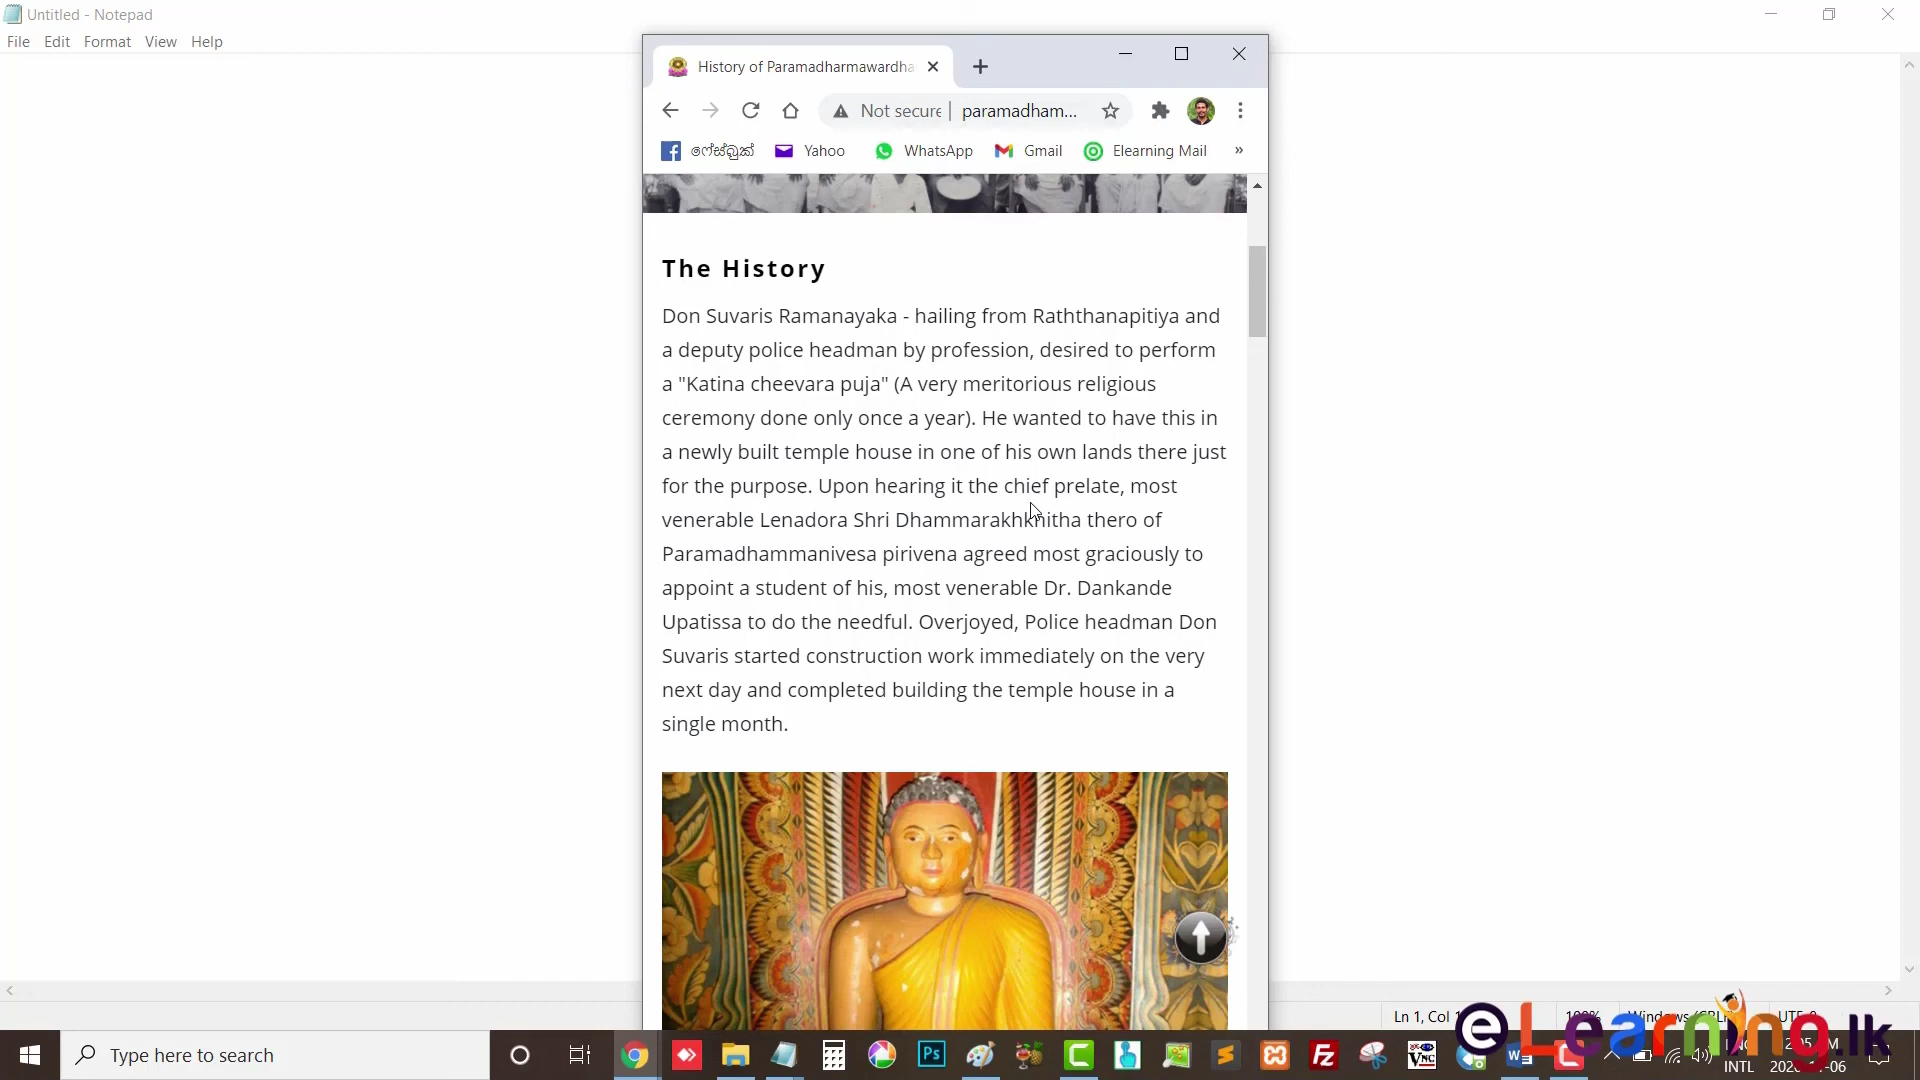 Untitled - Notepad
File Edit Format View Help
History of Paramadharmawardha
Not secure | paramadham...
ෆේස්බුක් Yahoo WhatsApp Gmail Elearning Mail »
The History
Don Suvaris Ramanayaka - hailing from Raththanapitiya and
a deputy police headman by profession, desired to perform
a "Katina cheevara puja" (A very meritorious religious
ceremony done only once a year). He wanted to have this in
a newly built temple house in one of his own lands there just
for the purpose. Upon hearing it the chief prelate, most
venerable Lenadora Shri Dhammarakhkhitha thero of
Paramadhammanivesa pirivena agreed most graciously to
appoint a student of his, most venerable Dr. Dankande
Upatissa to do the needful. Overjoyed, Police headman Don
Suvaris started construction work immediately on the very
next day and completed building the temple house in a
single month.
Ln 1, Col
100%
eLearning.lk
Type here to search
Ps
INTL